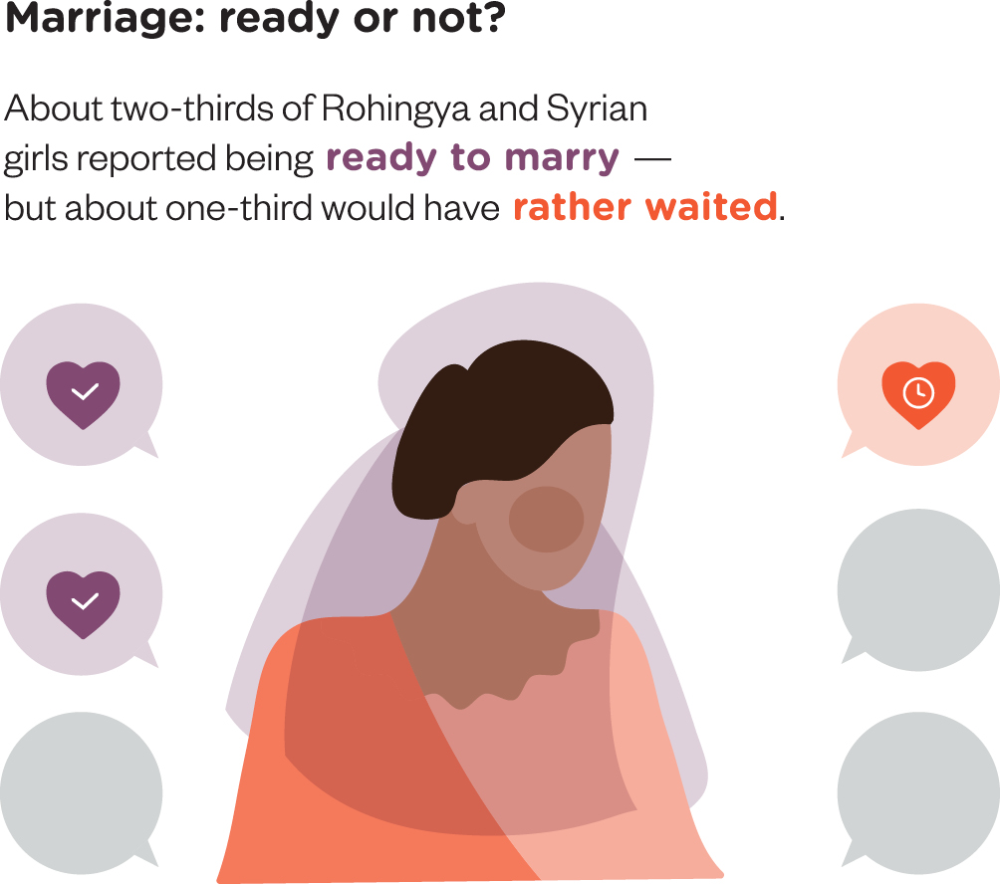 Marriage: ready or not?
About two-thirds of Rohingya and Syrian
girls reported being ready to marry —
but about one-third would have rather waited.